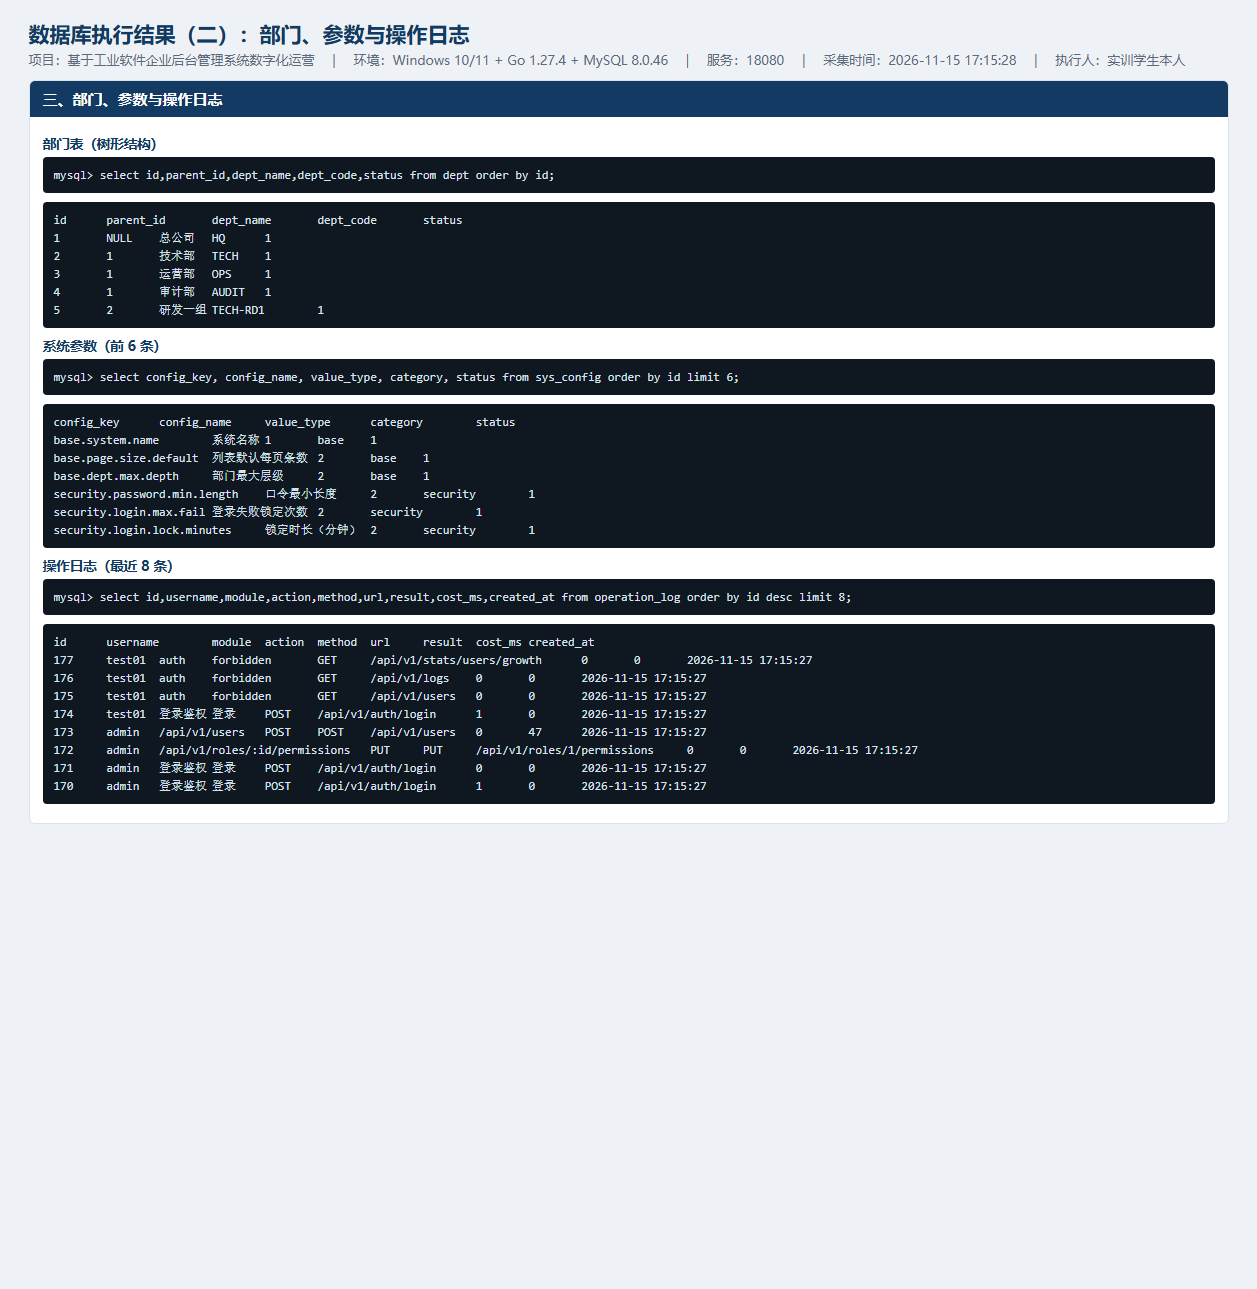 数据库执行结果（二）：部门、参数与操作日志
项目：基于工业软件企业后台管理系统数字化运营 | 环境：Windows 10/11 + Go 1.27.4 + MySQL 8.0.46 | 服务：18080 | 采集时间：2026-11-15 17:15:28 | 执行人：实训学生本人
三、部门、参数与操作日志
部门表（树形结构）
mysql> select id,parent_id,dept_name,dept_code,status from dept order by id;
id parent_id dept_name dept_code status
1 NULL 总公司 HQ 1
2 1 技术部 TECH 1
3 1 运营部 OPS 1
4 1 审计部 AUDIT 1
5 2 研发一组 TECH-RD1 1
系统参数（前 6 条）
mysql> select config_key, config_name, value_type, category, status from sys_config order by id limit 6;
config_key config_name value_type category status
base.system.name 系统名称 1 base 1
base.page.size.default 列表默认每页条数 2 base 1
base.dept.max.depth 部门最大层级 2 base 1
security.password.min.length 口令最小长度 2 security 1
security.login.max.fail 登录失败锁定次数 2 security 1
security.login.lock.minutes 锁定时长（分钟） 2 security 1
操作日志（最近 8 条）
mysql> select id,username,module,action,method,url,result,cost_ms,created_at from operation_log order by id desc limit 8;
id username module action method url result cost_ms created_at
177 test01 auth forbidden GET /api/v1/stats/users/growth 0 0 2026-11-15 17:15:27
176 test01 auth forbidden GET /api/v1/logs 0 0 2026-11-15 17:15:27
175 test01 auth forbidden GET /api/v1/users 0 0 2026-11-15 17:15:27
174 test01 登录鉴权 登录 POST /api/v1/auth/login 1 0 2026-11-15 17:15:27
173 admin /api/v1/users POST POST /api/v1/users 0 47 2026-11-15 17:15:27
172 admin /api/v1/roles/:id/permissions PUT PUT /api/v1/roles/1/permissions 0 0 2026-11-15 17:15:27
171 admin 登录鉴权 登录 POST /api/v1/auth/login 0 0 2026-11-15 17:15:27
170 admin 登录鉴权 登录 POST /api/v1/auth/login 1 0 2026-11-15 17:15:27